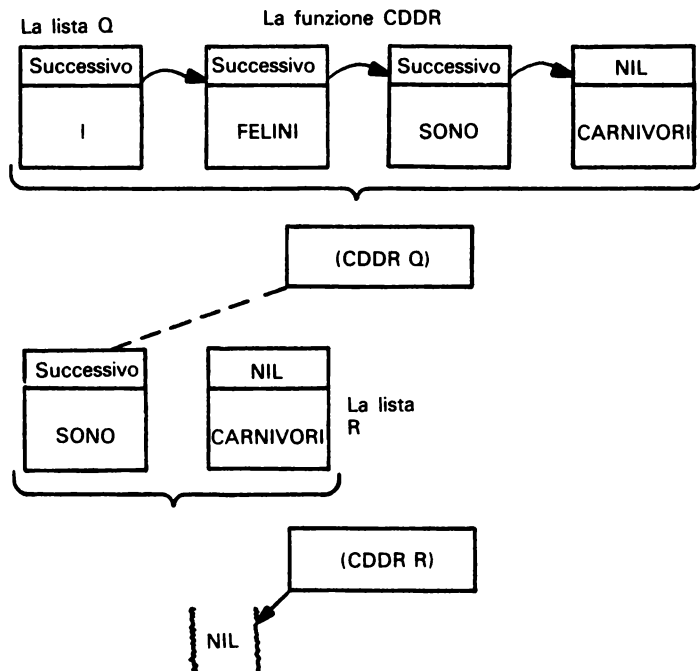 La funzione CDDR
La lista Q
Successivo Successivo Successivo NIL
I FELINI SONO CARNIVORI
(CDDR Q)
Successivo NIL
SONO CARNIVORI
La lista
R
(CDDR R)
NIL